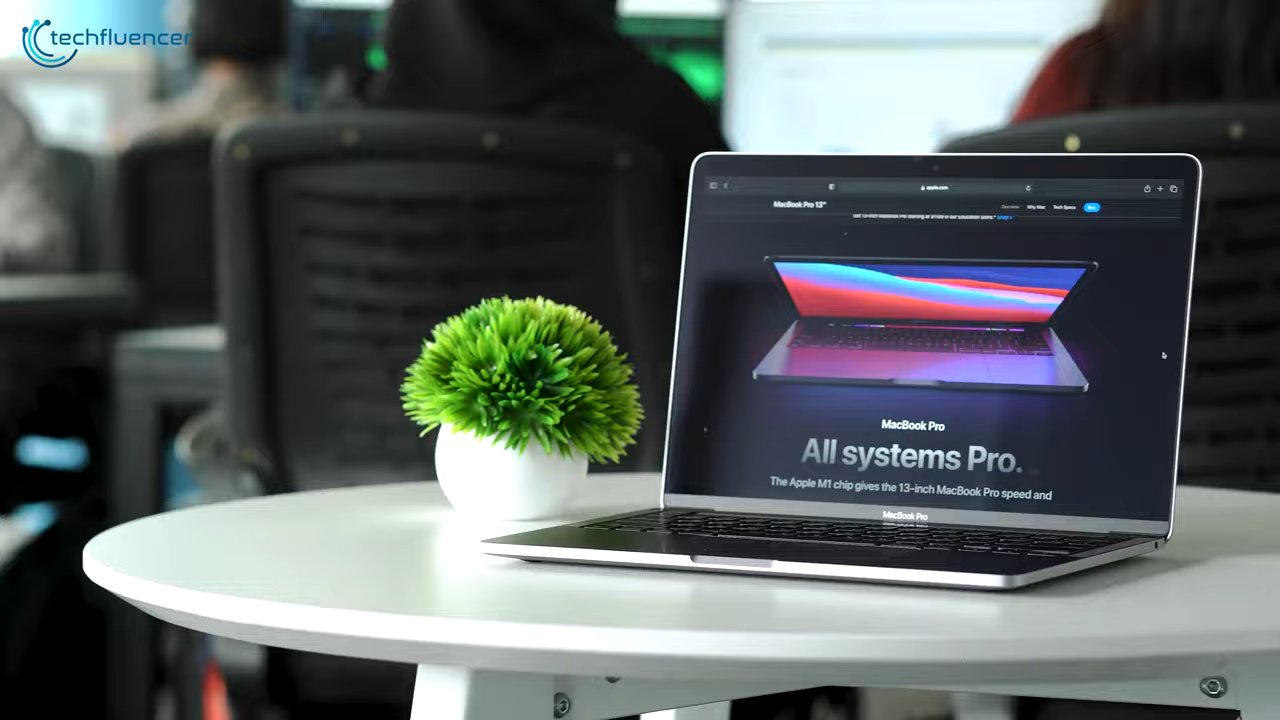 techfluencer
apple.com
MacBook Pro 13"
Overview Why Mac Tech Specs Buy
MacBook Pro
All systems Pro.
The Apple M1 chip gives the 13-inch MacBook Pro speed and
MacBook Pro